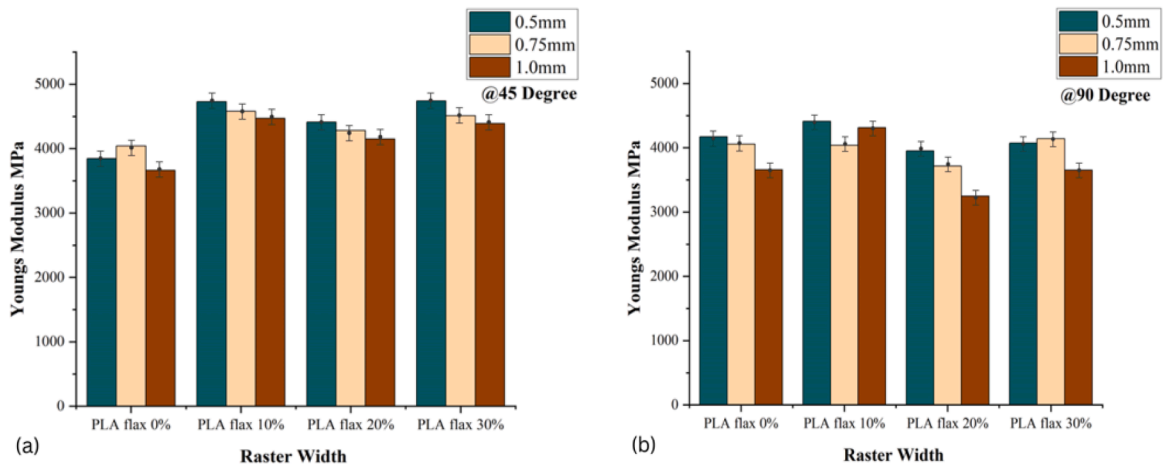 0.5mm
0.75mm
1.0mm
@45 Degree
5000
4000
3000
2000
1000
0
Youngs Modulus MPa
PLA flax 0% PLA flax 10% PLA flax 20% PLA flax 30%
Raster Width
(a)
0.5mm
0.75mm
1.0mm
@90 Degree
5000
4000
3000
2000
1000
0
Youngs Modulus MPa
PLA flax 0% PLA flax 10% PLA flax 20% PLA flax 30%
Raster Width
(b)